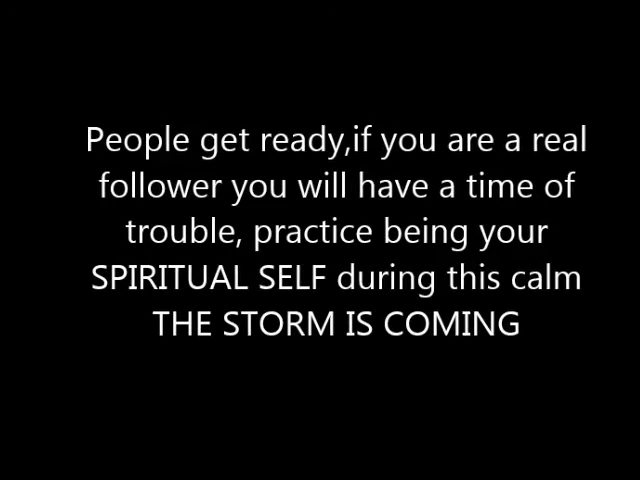 People get ready,if you are a real
follower you will have a time of
trouble, practice being your
SPIRITUAL SELF during this calm
THE STORM IS COMING